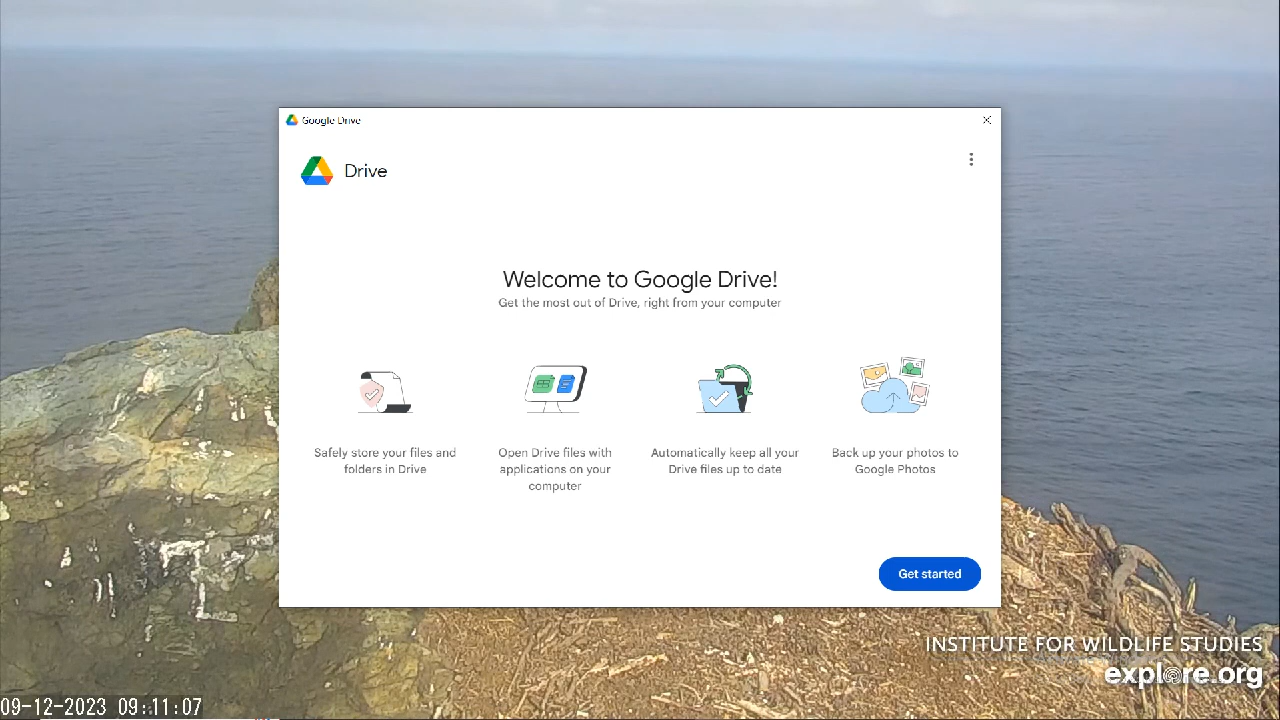 Google Drive
Drive
Welcome to Google Drive!
Get the most out of Drive, right from your computer
Safely store your files and
folders in Drive
Open Drive files with
applications on your
computer
Automatically keep all your
Drive files up to date
Back up your photos to
Google Photos
Get started
INSTITUTE FOR WILDLIFE STUDIES
explore.org
09-12-2023 09:11:07